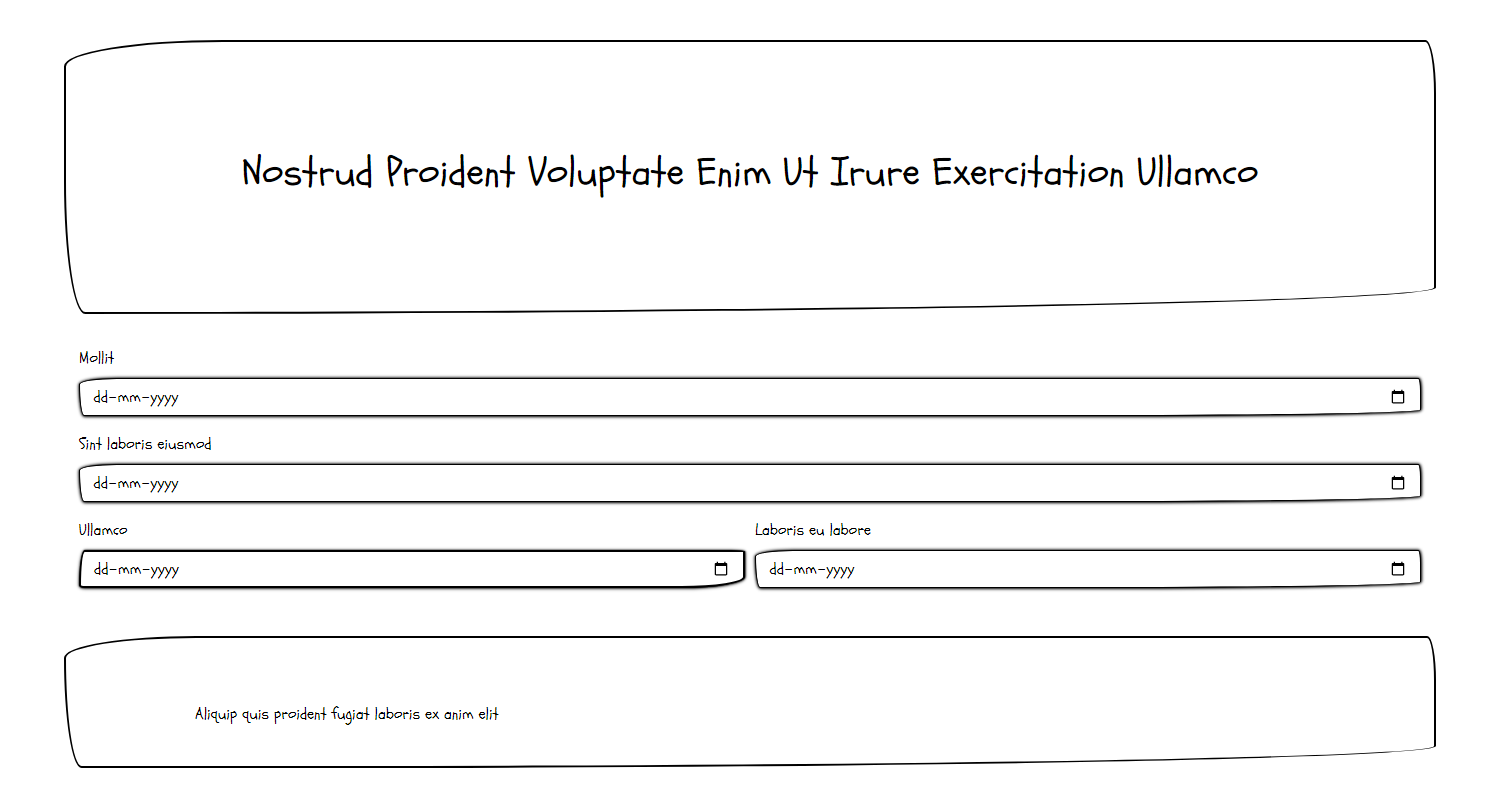 Nostrud Proident Voluptate Enim Ut Irure Exercitation Ullamco
Mollit
dd-mm-yyyy
Sint laboris eiusmod
dd-mm-yyyy
Ullamco
dd-mm-yyyy
Laboris eu labore
dd-mm-yyyy
Aliquip quis proident fugiat laboris ex anim elit